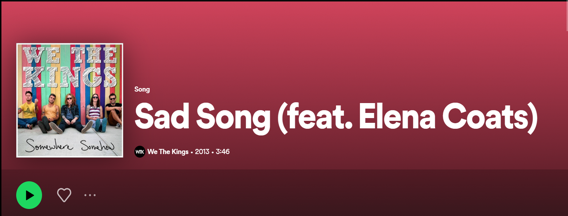 WE THE
KINGS
Somewhere Somehow
Song
Sad Song (feat. Elena Coats)
WTK We The Kings • 2013 • 3:46